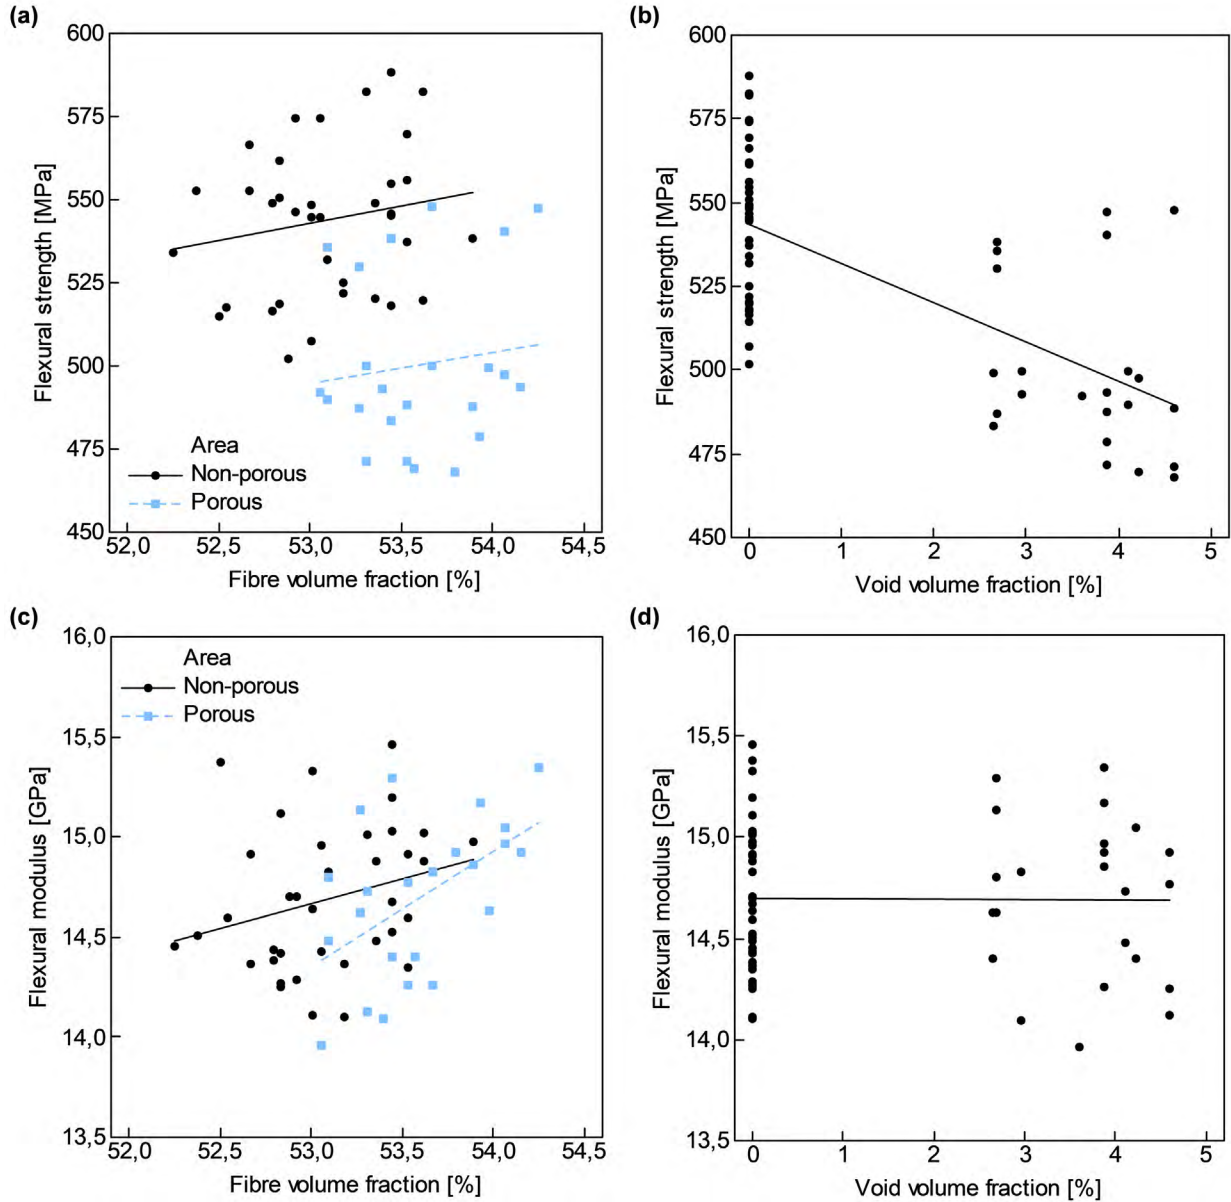 (a)
600
575
550
525
500
475
450
Flexural strength [MPa]
Area
Non-porous
Porous
52,0 52,5 53,0 53,5 54,0 54,5
Fibre volume fraction [%]
(b)
600
575
550
525
500
475
450
Flexural strength [MPa]
0 1 2 3 4 5
Void volume fraction [%]
(c)
16,0
15,5
15,0
14,5
14,0
13,5
Flexural modulus [GPa]
Area
Non-porous
Porous
52,0 52,5 53,0 53,5 54,0 54,5
Fibre volume fraction [%]
(d)
16,0
15,5
15,0
14,5
14,0
13,5
Flexural modulus [GPa]
0 1 2 3 4 5
Void volume fraction [%]